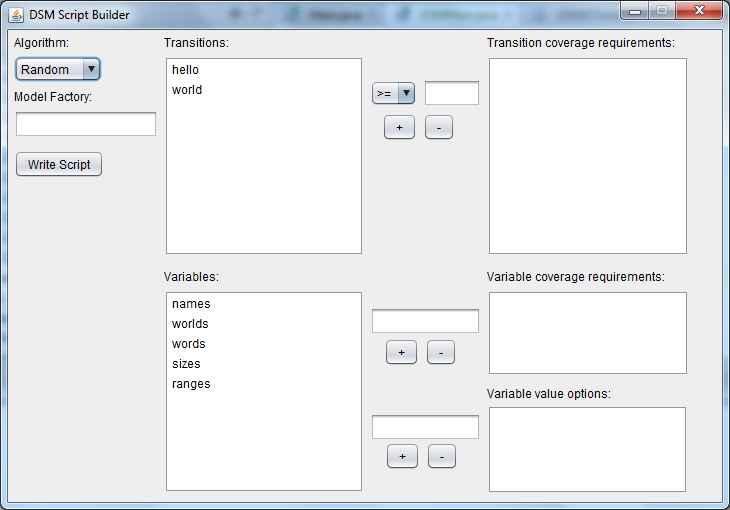 DSM Script Builder
Algorithm:
Random
Model Factory:
Write Script
Transitions:
hello
world
>=
+ -
Transition coverage requirements:
Variables:
names
worlds
words
sizes
ranges
+ -
+ -
Variable coverage requirements:
Variable value options: